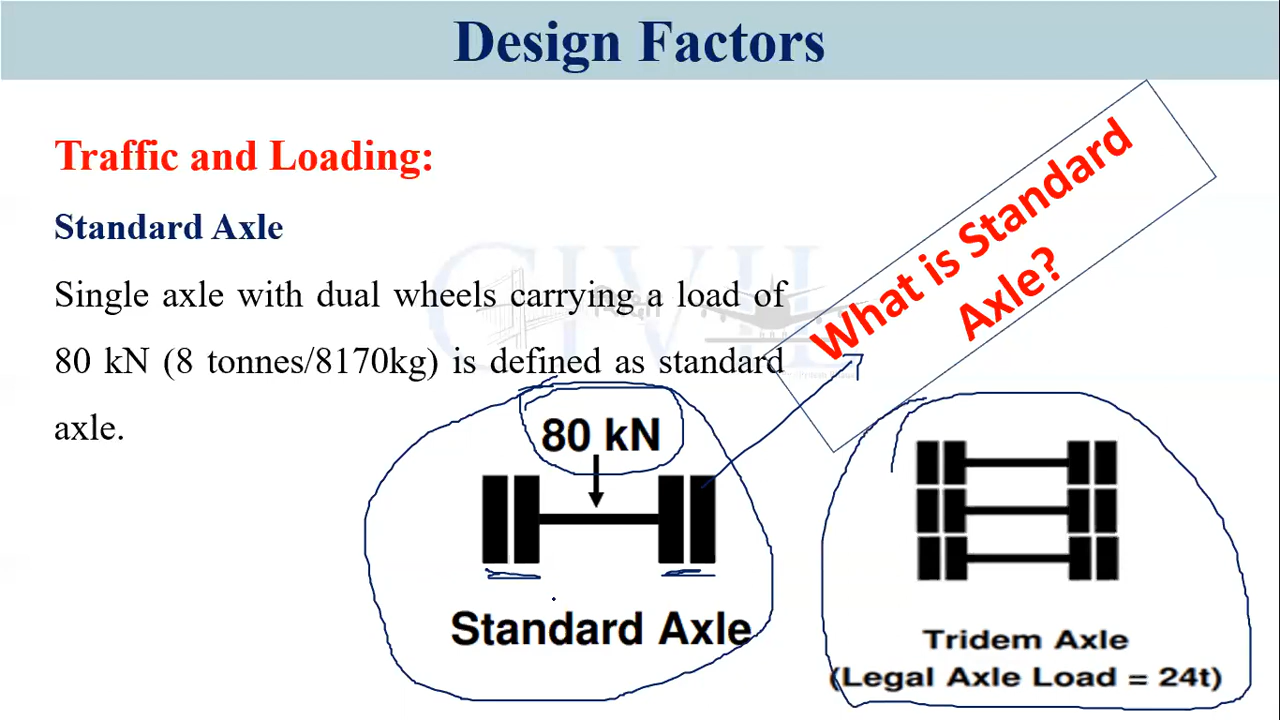 Design Factors
Traffic and Loading:
Standard Axle
Single axle with dual wheels carrying a load of
80 kN (8 tonnes/8170kg) is defined as standard
axle.
What is Standard
Axle?
80 kN
Standard Axle
Tridem Axle
(Legal Axle Load = 24t)
CIVIL